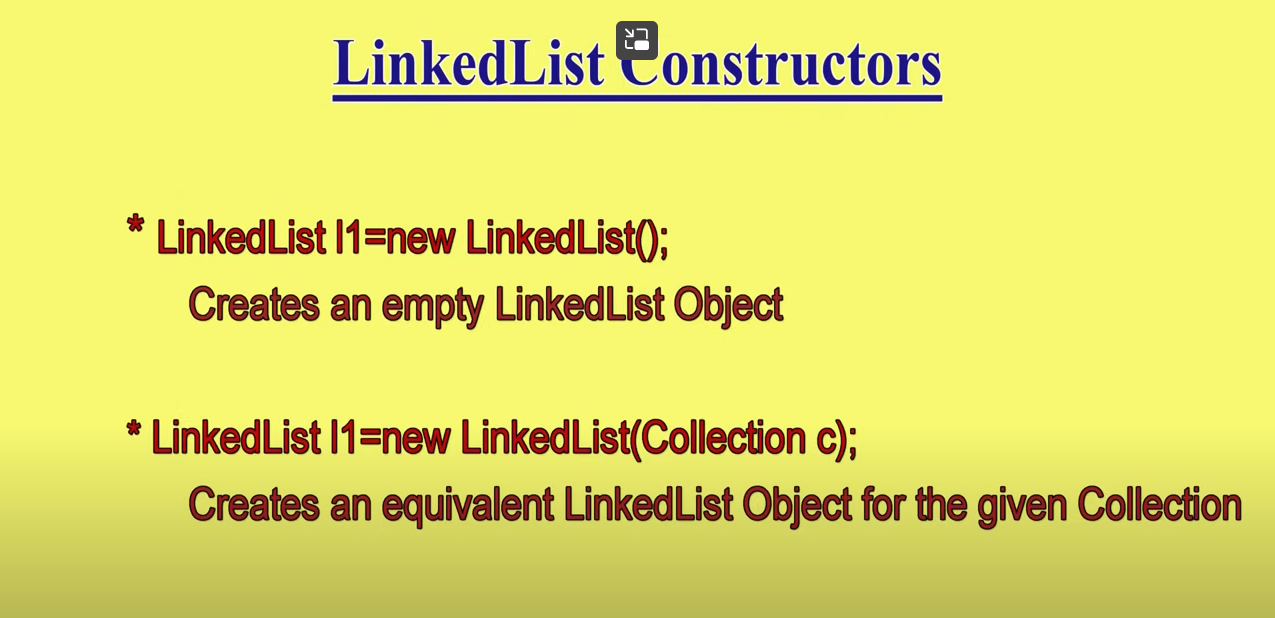 LinkedList Constructors
* LinkedList l1=new LinkedList();
Creates an empty LinkedList Object
* LinkedList l1=new LinkedList(Collection c);
Creates an equivalent LinkedList Object for the given Collection